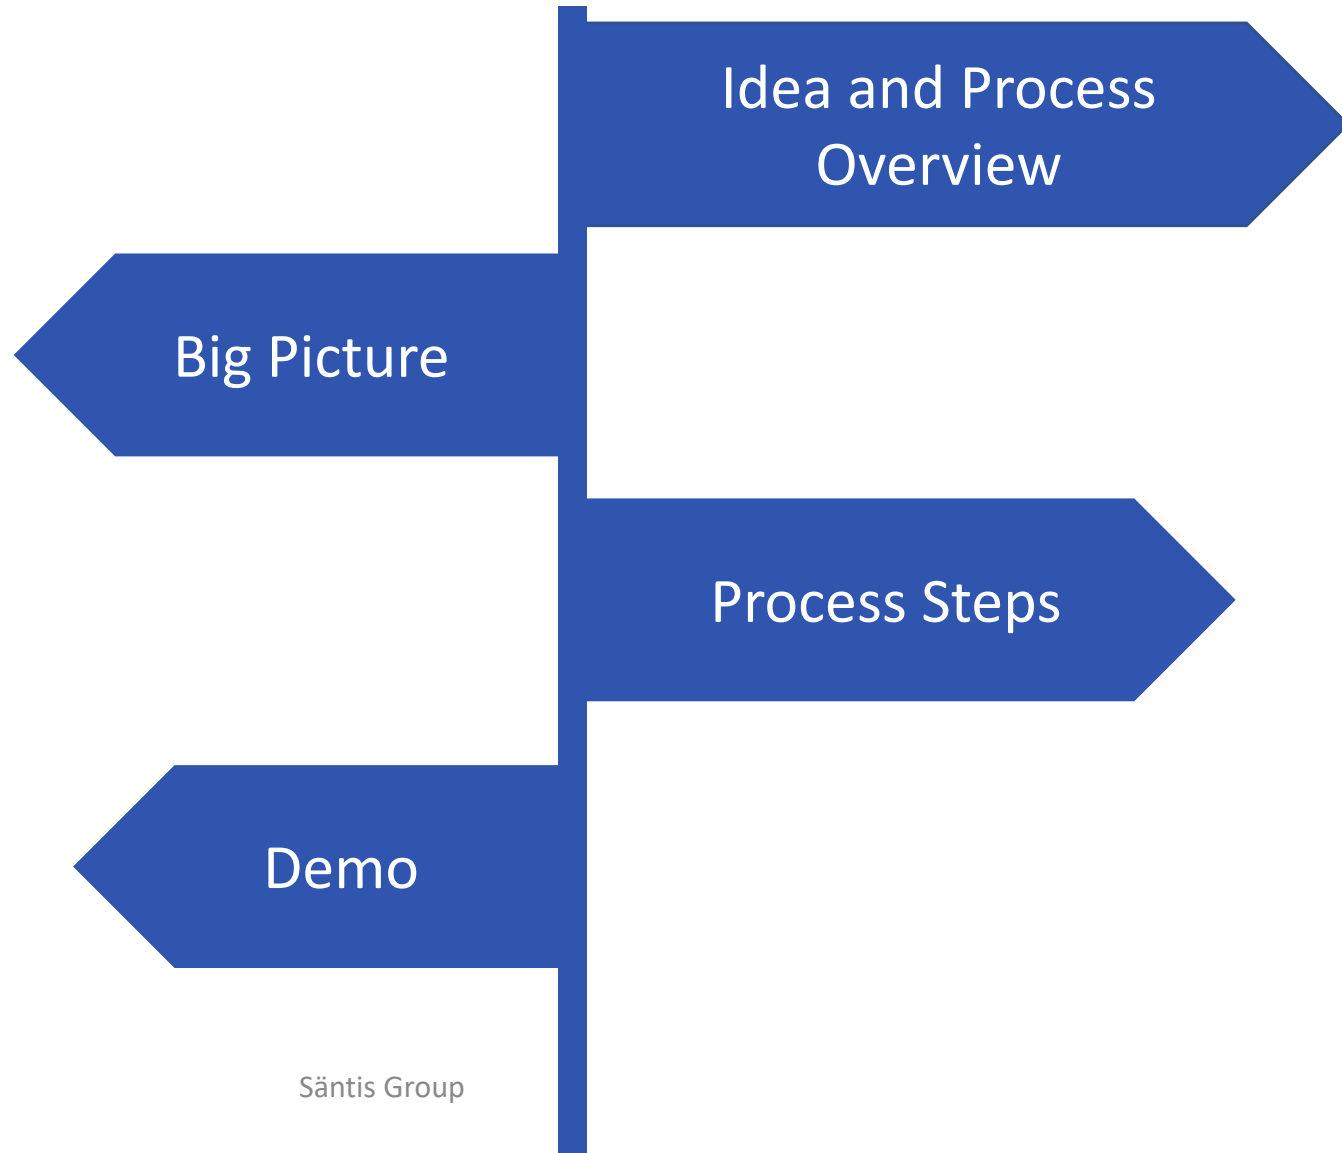 Idea and Process
Overview
Big Picture
Process Steps
Demo
Säntis Group